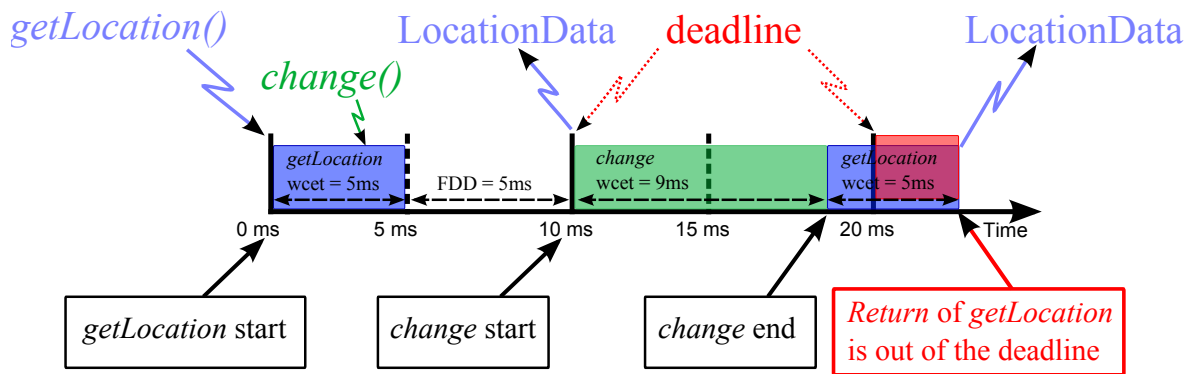 getLocation()
LocationData
deadline
LocationData
change()
getLocation
wcet = 5ms
FDD = 5ms
change
wcet = 9ms
getLocation
wcet = 5ms
0 ms
5 ms
10 ms
15 ms
20 ms
Time
getLocation start
change start
change end
Return of getLocation
is out of the deadline